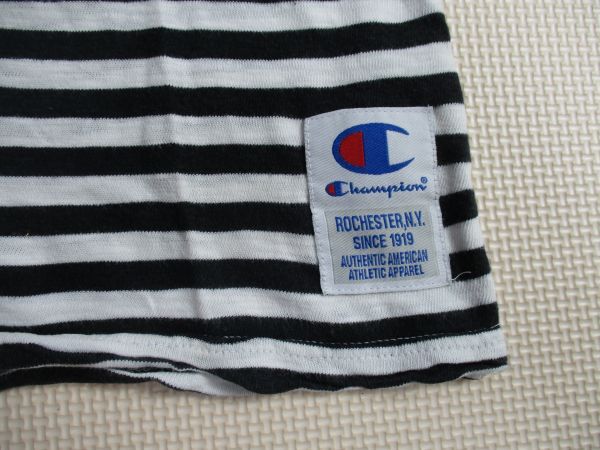 Champion®
ROCHESTER,N.Y.
SINCE 1919
AUTHENTIC AMERICAN
ATHLETIC APPAREL